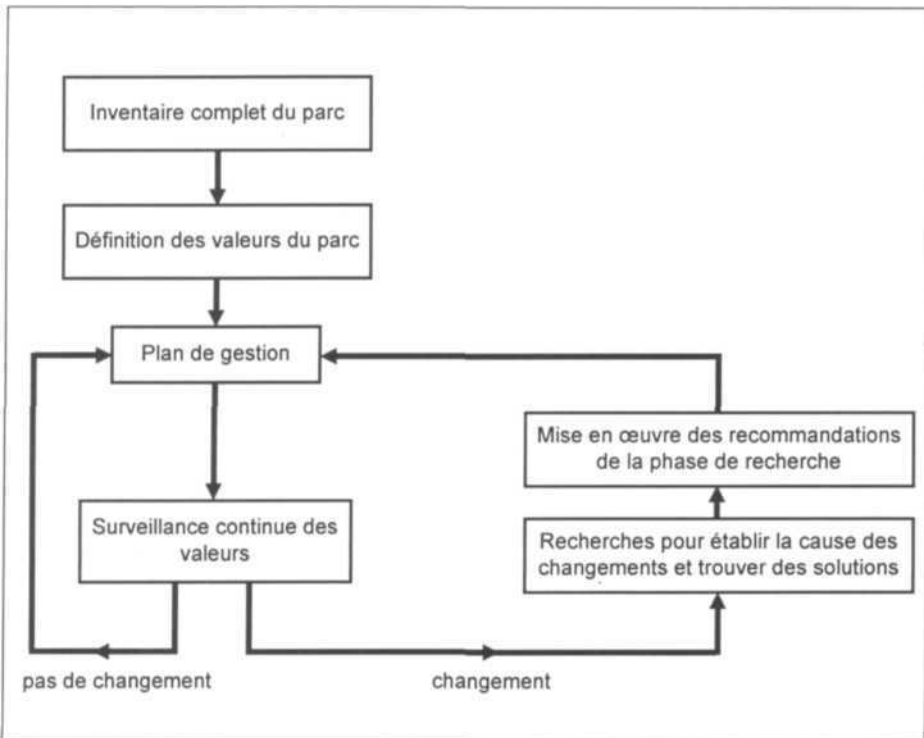 Inventaire complet du parc
Définition des valeurs du parc
Plan de gestion
Surveillance continue des
valeurs
pas de changement
changement
Recherches pour établir la cause des
changements et trouver des solutions
Mise en œuvre des recommandations
de la phase de recherche